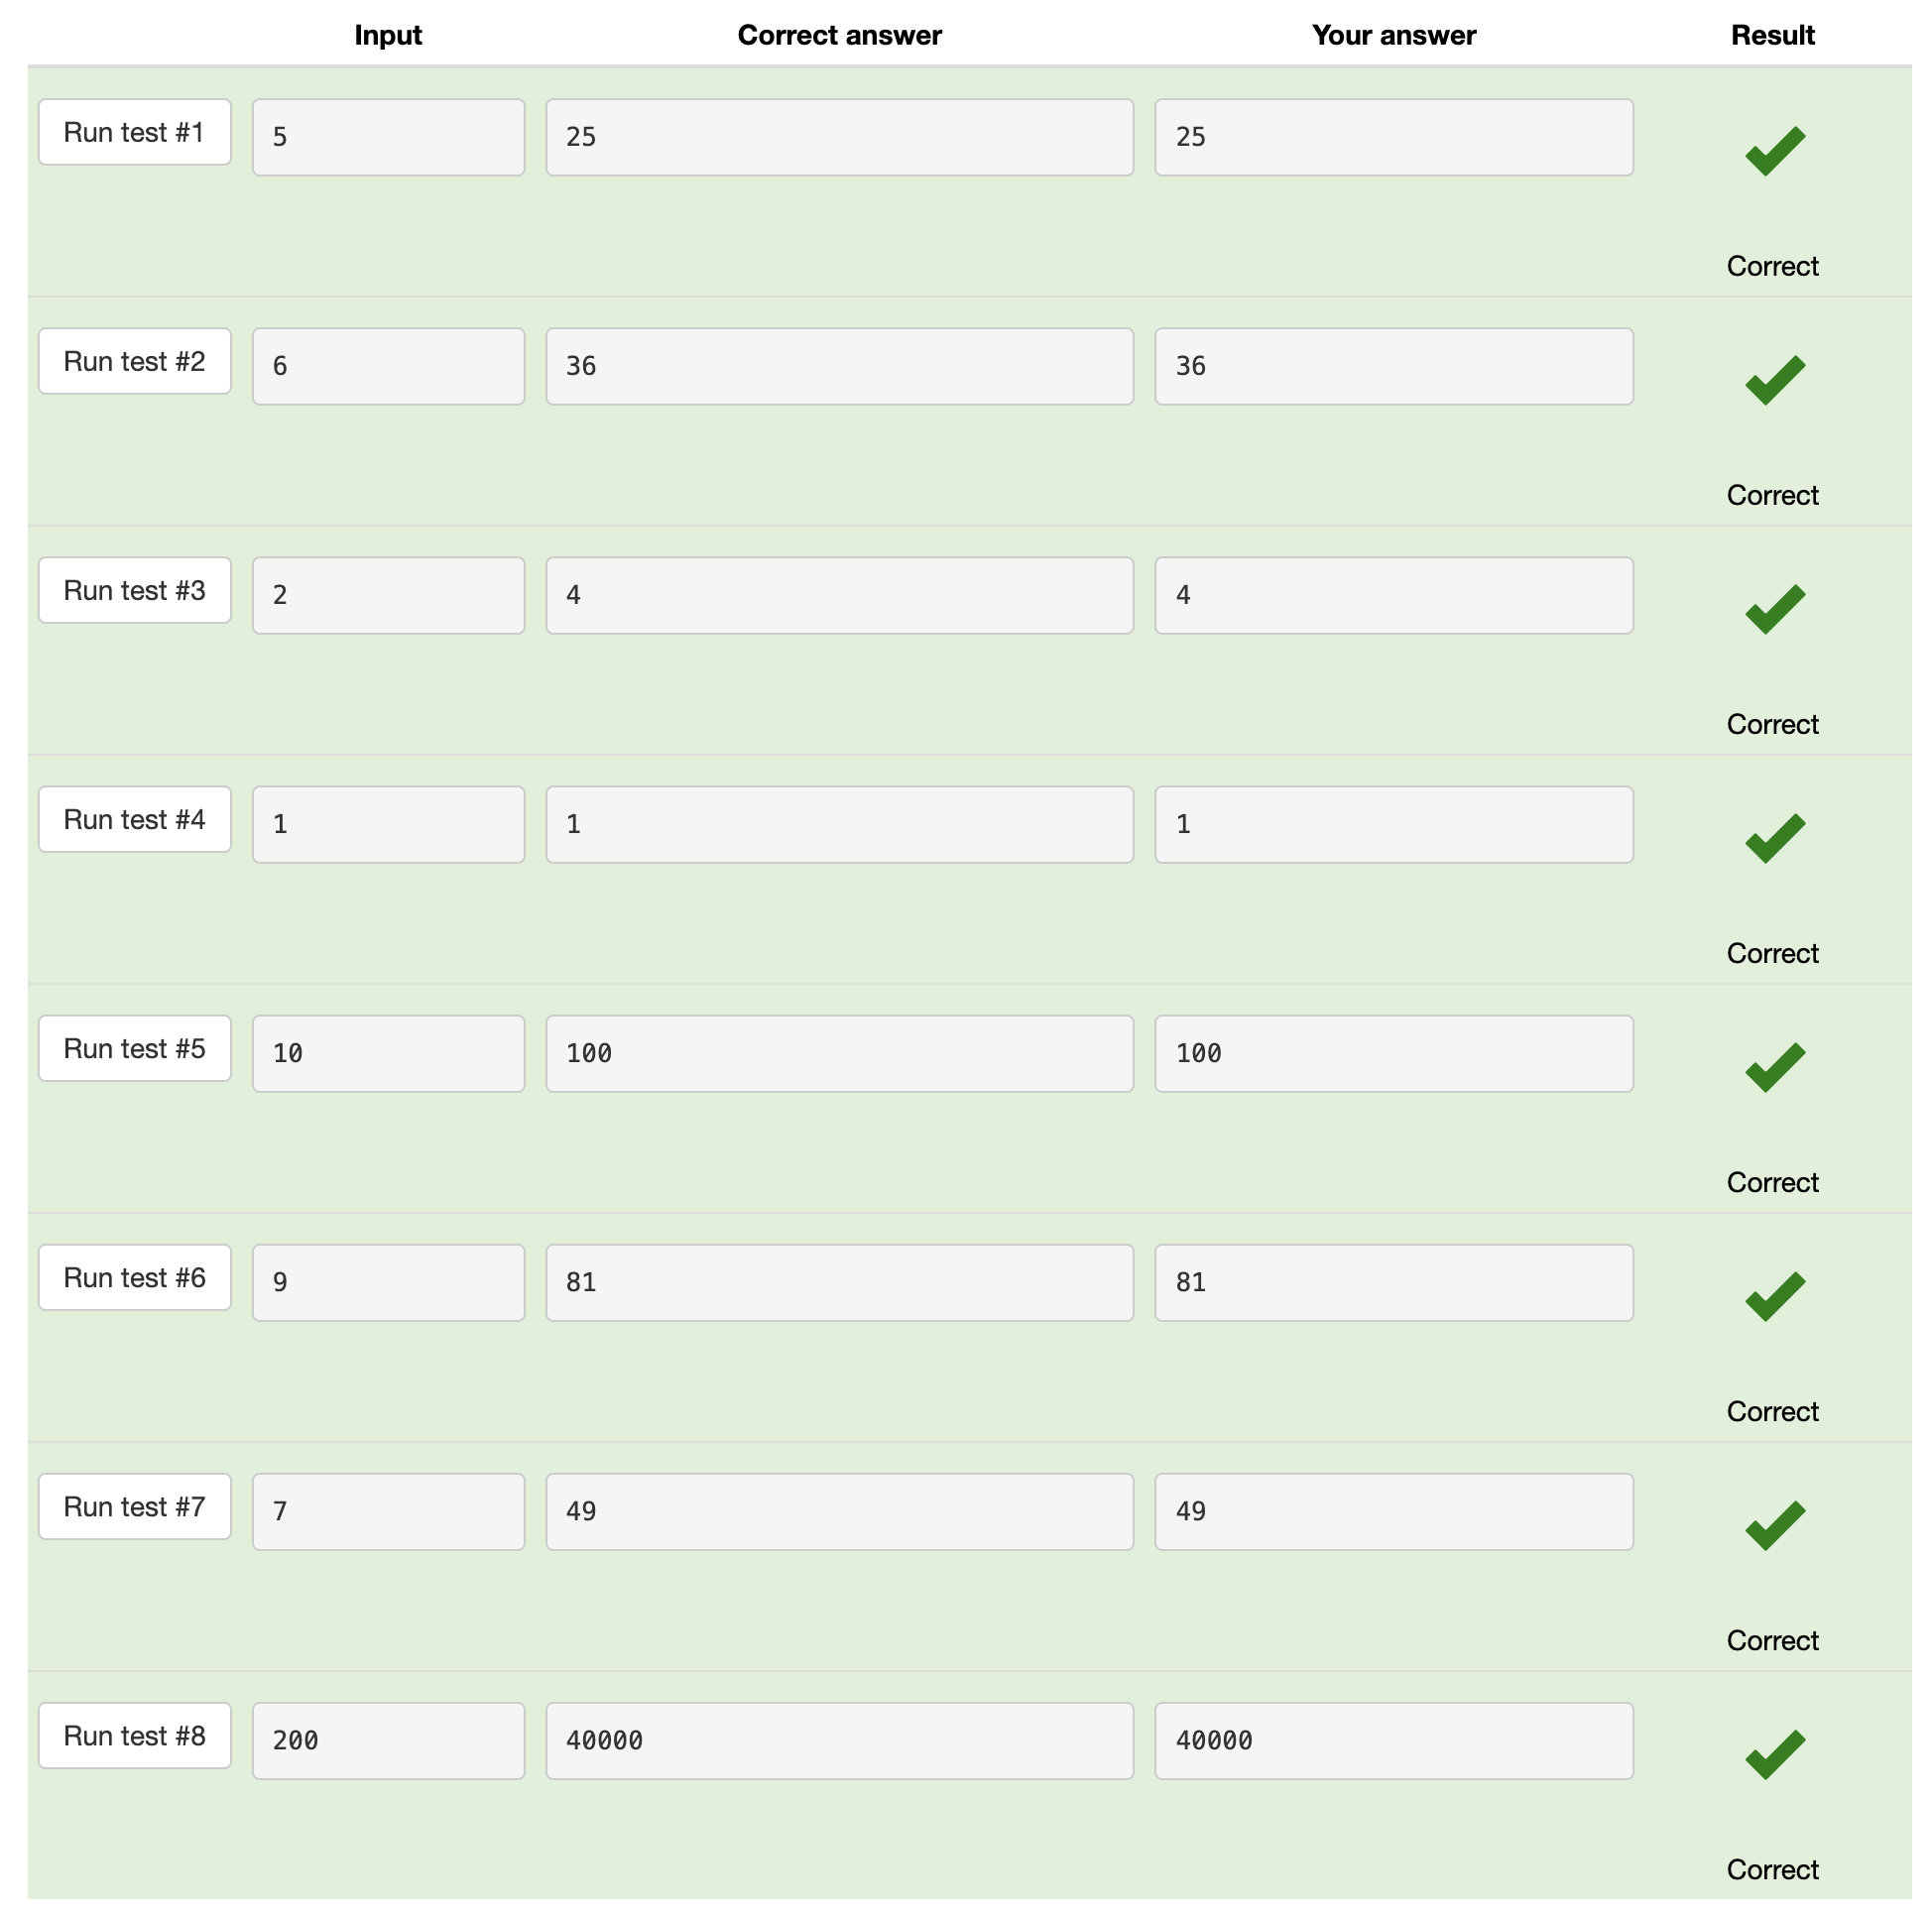 Input Correct answer Your answer Result
Run test #1 5 25 25
Correct
Run test #2 6 36 36
Correct
Run test #3 2 4 4
Correct
Run test #4 1 1 1
Correct
Run test #5 10 100 100
Correct
Run test #6 9 81 81
Correct
Run test #7 7 49 49
Correct
Run test #8 200 40000 40000
Correct